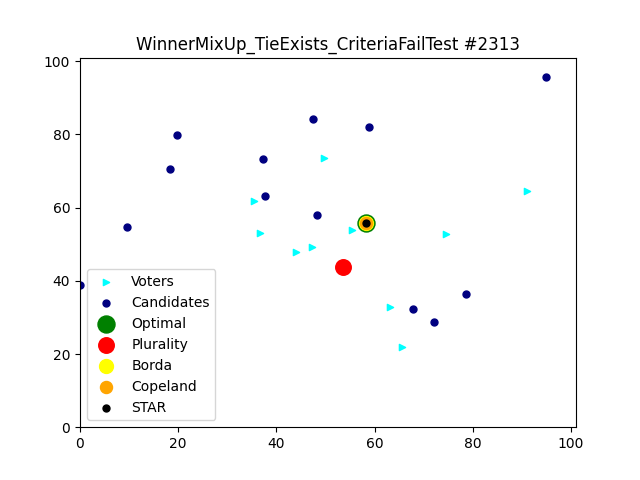 WinnerMixUp_TieExists_CriteriaFailTest #2313
100
80
60
40
20
0
Voters
Candidates
Optimal
Plurality
Borda
Copeland
STAR
0 20 40 60 80 100